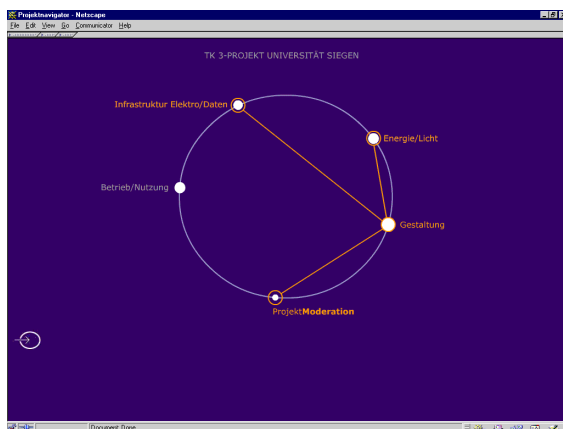 Projektnavigator - Netscape
File Edit View Go Communicator Help
TK 3-PROJEKT UNIVERSITÄT SIEGEN
Infrastruktur Elektro/Daten
Energie/Licht
Betrieb/Nutzung
Gestaltung
ProjektModeration
Document Done